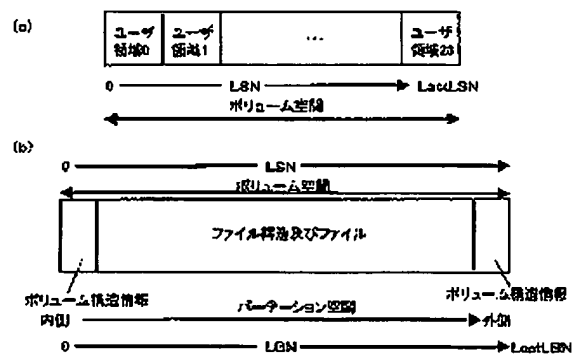 (a)
ユーザ
領域0
ユーザ
領域1
...
ユーザ
領域23
0
LSN
LastLSN
ボリューム空間
(b)
0
LSN
ボリューム空間
ファイル構造及びファイル
ボリューム構造情報
ボリューム構造情報
内側
パーテーション空間
外側
0
LBN
LastLBN